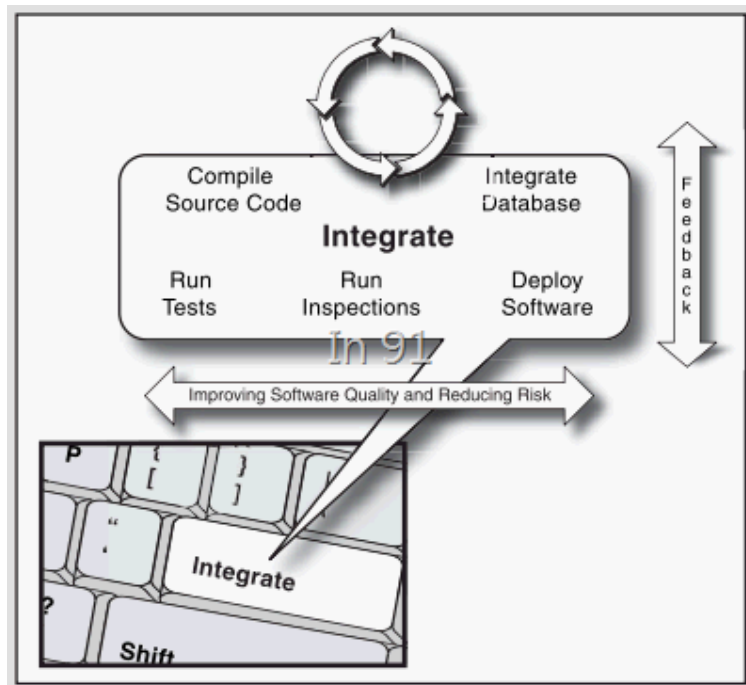 Compile
Source Code
Integrate
Database
Integrate
Run
Tests
Run
Inspections
Deploy
Software
Feedback
In 91
Improving Software Quality and Reducing Risk
P
{
[
}
]
“
‘
Integrate
?
Shift